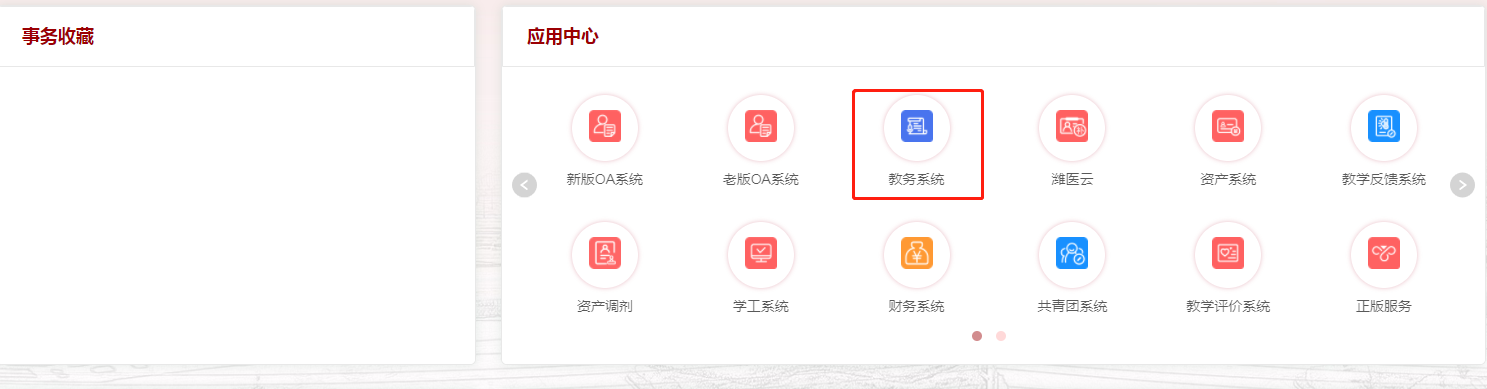 事务收藏
应用中心
新版OA系统
老版OA系统
教务系统
潍医云
资产系统
教学反馈系统
资产调剂
学工系统
财务系统
共青团系统
教学评价系统
正版服务